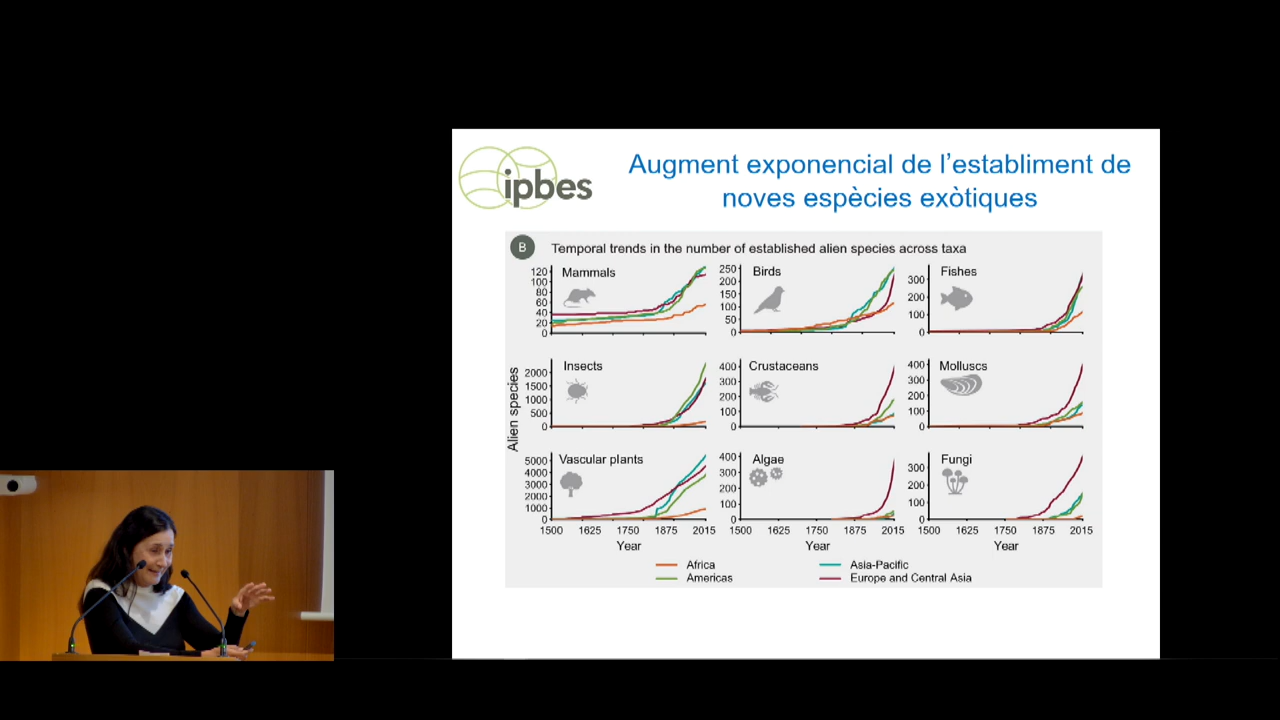 ipbes
Augment exponencial de l’establiment de
noves espècies exòtiques
B
Temporal trends in the number of established alien species across taxa
Alien species
Mammals
120
100
80
60
40
20
0
Birds
250
200
150
100
50
0
Fishes
300
200
100
0
Insects
2000
1500
1000
500
0
Crustaceans
400
300
200
100
0
Molluscs
400
300
200
100
0
Vascular plants
5000
4000
3000
2000
1000
0
1500 1625 1750 1875 2015
Year
Algae
400
300
200
100
0
1500 1625 1750 1875 2015
Year
Fungi
300
200
100
0
1500 1625 1750 1875 2015
Year
Africa
Americas
Asia-Pacific
Europe and Central Asia